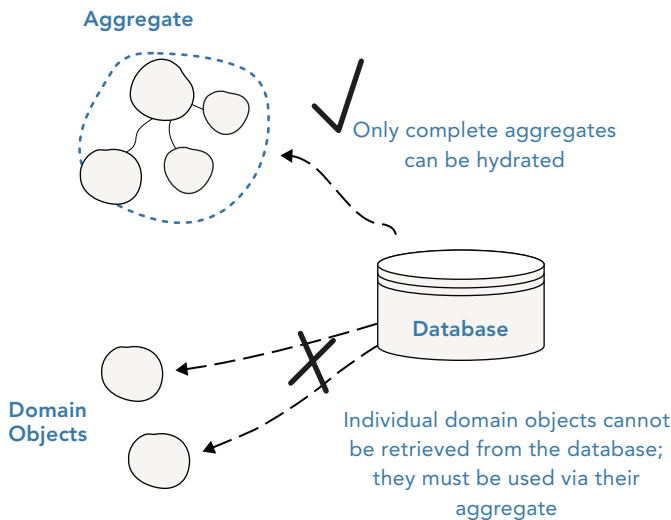 Aggregate
Only complete aggregates
can be hydrated
Database
Domain
Objects
Individual domain objects cannot
be retrieved from the database;
they must be used via their
aggregate